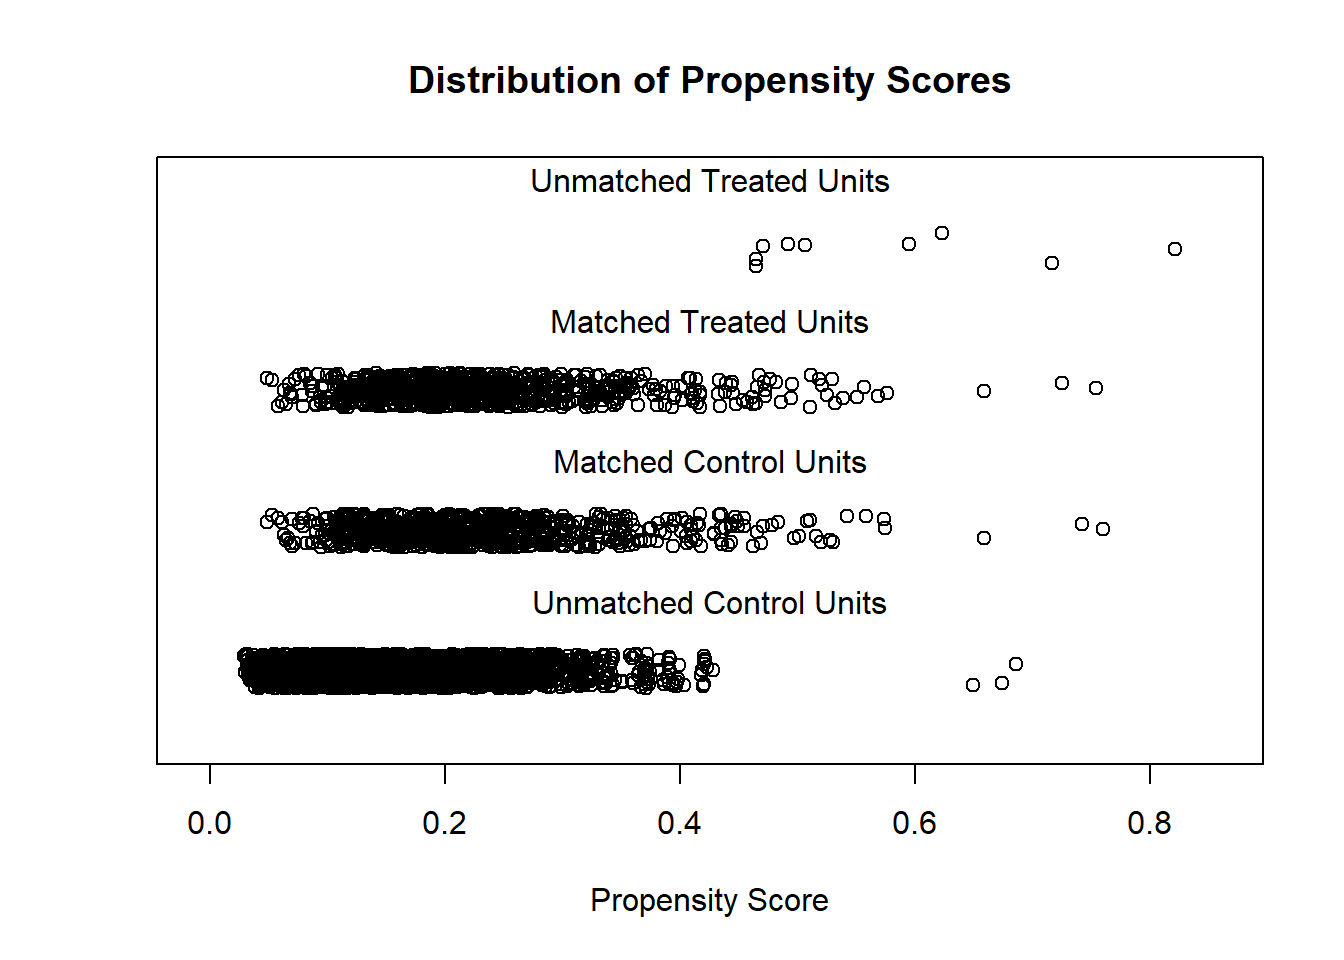 Distribution of Propensity Scores
Unmatched Treated Units
Matched Treated Units
Matched Control Units
Unmatched Control Units
0.0 0.2 0.4 0.6 0.8
Propensity Score